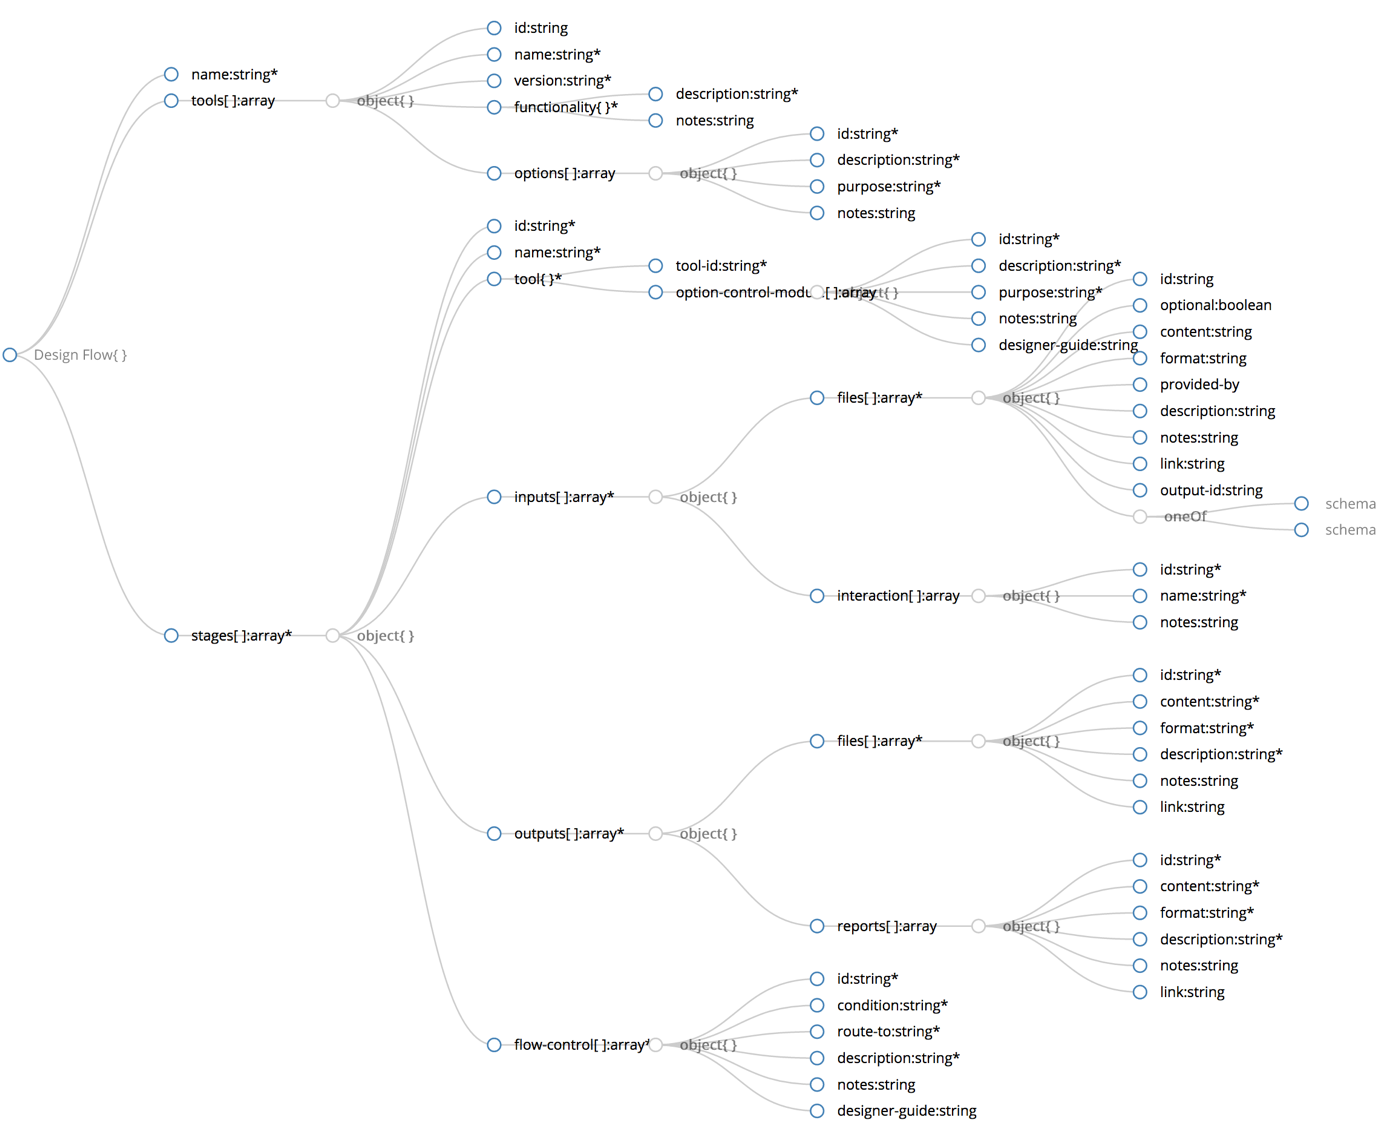 id:string
name:string*
version:string*
functionality{ }*
description:string*
notes:string
name:string*
tools[ ]:array
object{ }
options[ ]:array
object{ }
id:string*
description:string*
purpose:string*
notes:string
id:string*
name:string*
tool{ }*
tool-id:string*
option-control-modu...[ ]:array
object{ }
id:string*
description:string*
purpose:string*
notes:string
designer-guide:string
Design Flow{ }
id:string
optional:boolean
content:string
format:string
provided-by
description:string
notes:string
link:string
output-id:string
oneOf
schema
schema
files[ ]:array*
object{ }
inputs[ ]:array*
object{ }
interaction[ ]:array
object{ }
id:string*
name:string*
notes:string
stages[ ]:array*
object{ }
files[ ]:array*
object{ }
id:string*
content:string*
format:string*
description:string*
notes:string
link:string
outputs[ ]:array*
object{ }
reports[ ]:array
object{ }
id:string*
content:string*
format:string*
description:string*
notes:string
link:string
flow-control[ ]:array*
object{ }
id:string*
condition:string*
route-to:string*
description:string*
notes:string
designer-guide:string